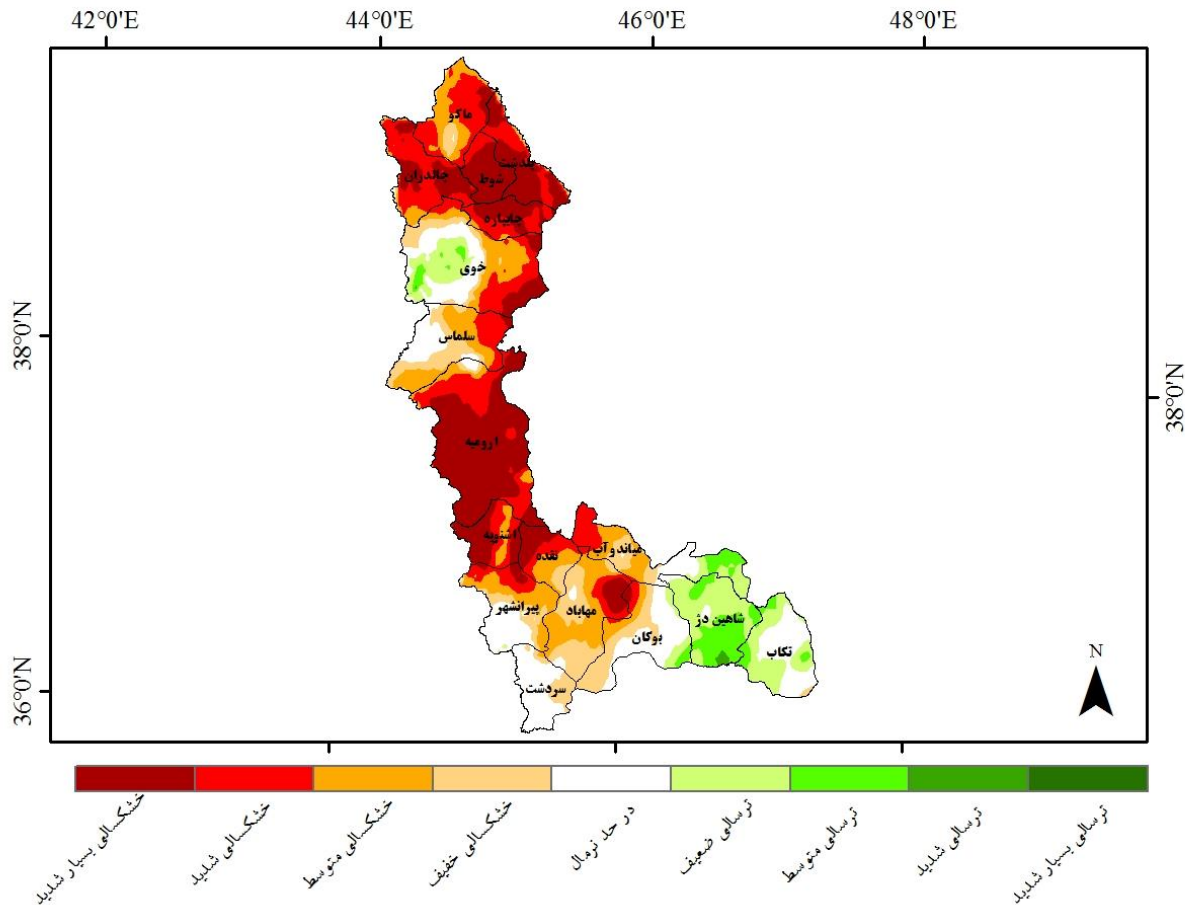 42°0'E 44°0'E 46°0'E 48°0'E
38°0'N
38°0'N
36°0'N
ماکو
پلدشت
چالدران
شوط
چایپاره
خوی
سلماس
ارومیه
اشنویه
نقده
میاندوآب
پیرانشهر
مهاباد
شاهین دژ
بوکان
تکاب
سردشت
N
خشکسالی بسیار شدید
خشکسالی شدید
خشکسالی متوسط
خشکسالی خفیف
در حد نرمال
ترسالی ضعیف
ترسالی متوسط
ترسالی شدید
ترسالی بسیار شدید